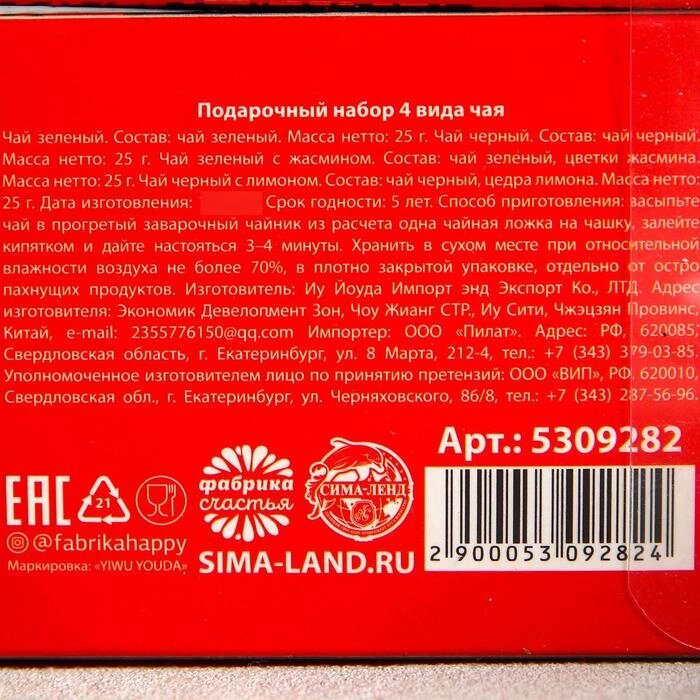 Подарочный набор 4 вида чая
Чай зеленый. Состав: чай зеленый. Масса нетто: 25 г. Чай черный. Состав: чай черный.
Масса нетто: 25 г. Чай зеленый с жасмином. Состав: чай зеленый, цветки жасмина.
Масса нетто: 25 г. Чай черный с лимоном. Состав: чай черный, цедра лимона. Масса нетто:
25 г. Дата изготовления: Срок годности: 5 лет. Способ приготовления: засыпьте
чай в прогретый заварочный чайник из расчета одна чайная ложка на чашку, залейте
кипятком и дайте настояться 3–4 минуты. Хранить в сухом месте при относительной
влажности воздуха не более 70%, в плотно закрытой упаковке, отдельно от остро
пахнущих продуктов. Изготовитель: Иу Йоуда Импорт энд Экспорт Ко., ЛТД. Адрес
изготовителя: Экономик Девелопмент Зон, Чоу Жианг СТР., Иу Сити, Чжэцзян Провинс,
Китай, e-mail: 2355776150@qq.com Импортер: ООО «Пилат». Адрес: РФ, 620085,
Свердловская область, г. Екатеринбург, ул. 8 Марта, 212-4, тел.: +7 (343) 379-03-85.
Уполномоченное изготовителем лицо по принятию претензий: ООО «ВИП», РФ, 620010,
Свердловская обл., г. Екатеринбург, ул. Черняховского, 86/8, тел.: +7 (343) 287-56-96.
Арт.: 5309282
EAC
21
фабрика
счастья
СИМА-ЛЕНД
@fabrikahappy
Маркировка: «YIWU YOUDA»
SIMA-LAND.RU
2 900053 092824